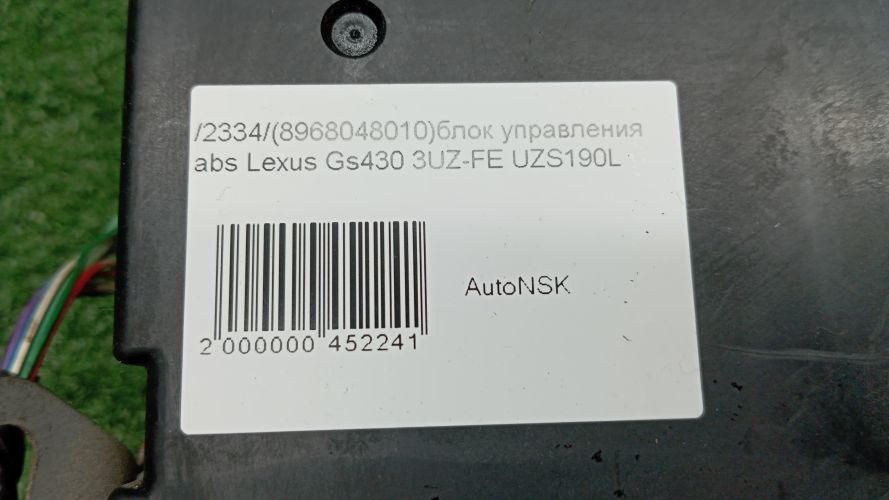 /2334/(8968048010)блок управления
abs Lexus Gs430 3UZ-FE UZS190L
AutoNSK
2 000000 452241